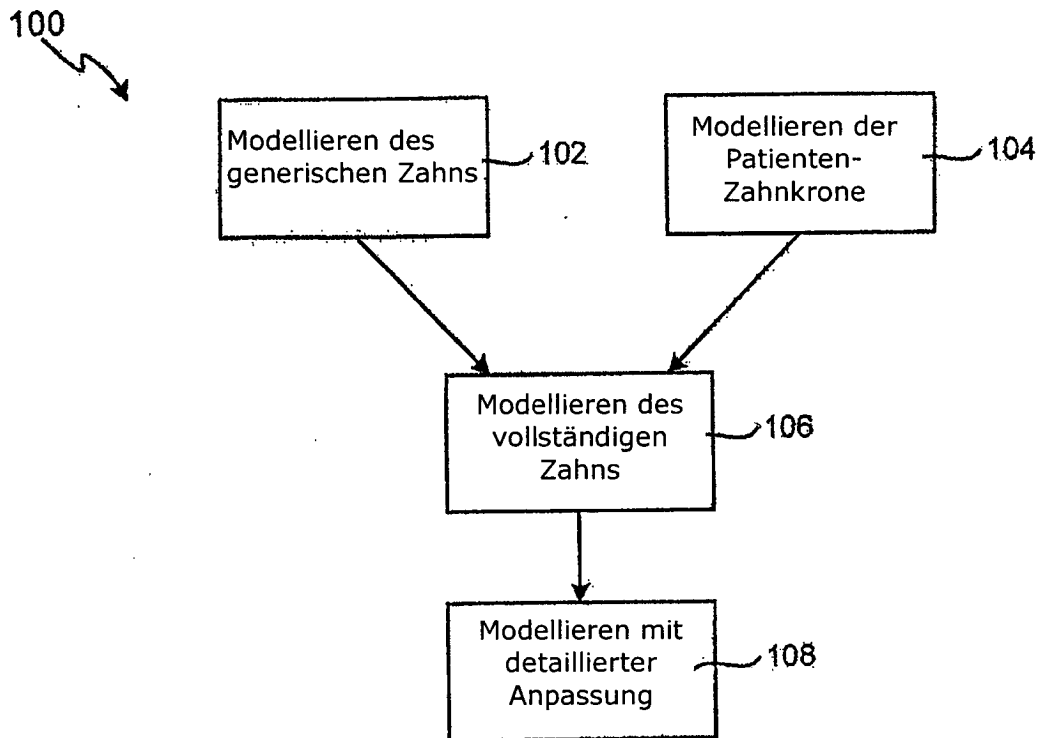 100
Modellieren des
generischen Zahns
102
Modellieren der
Patienten-
Zahnkrone
104
Modellieren des
vollständigen
Zahns
106
Modellieren mit
detaillierter
Anpassung
108